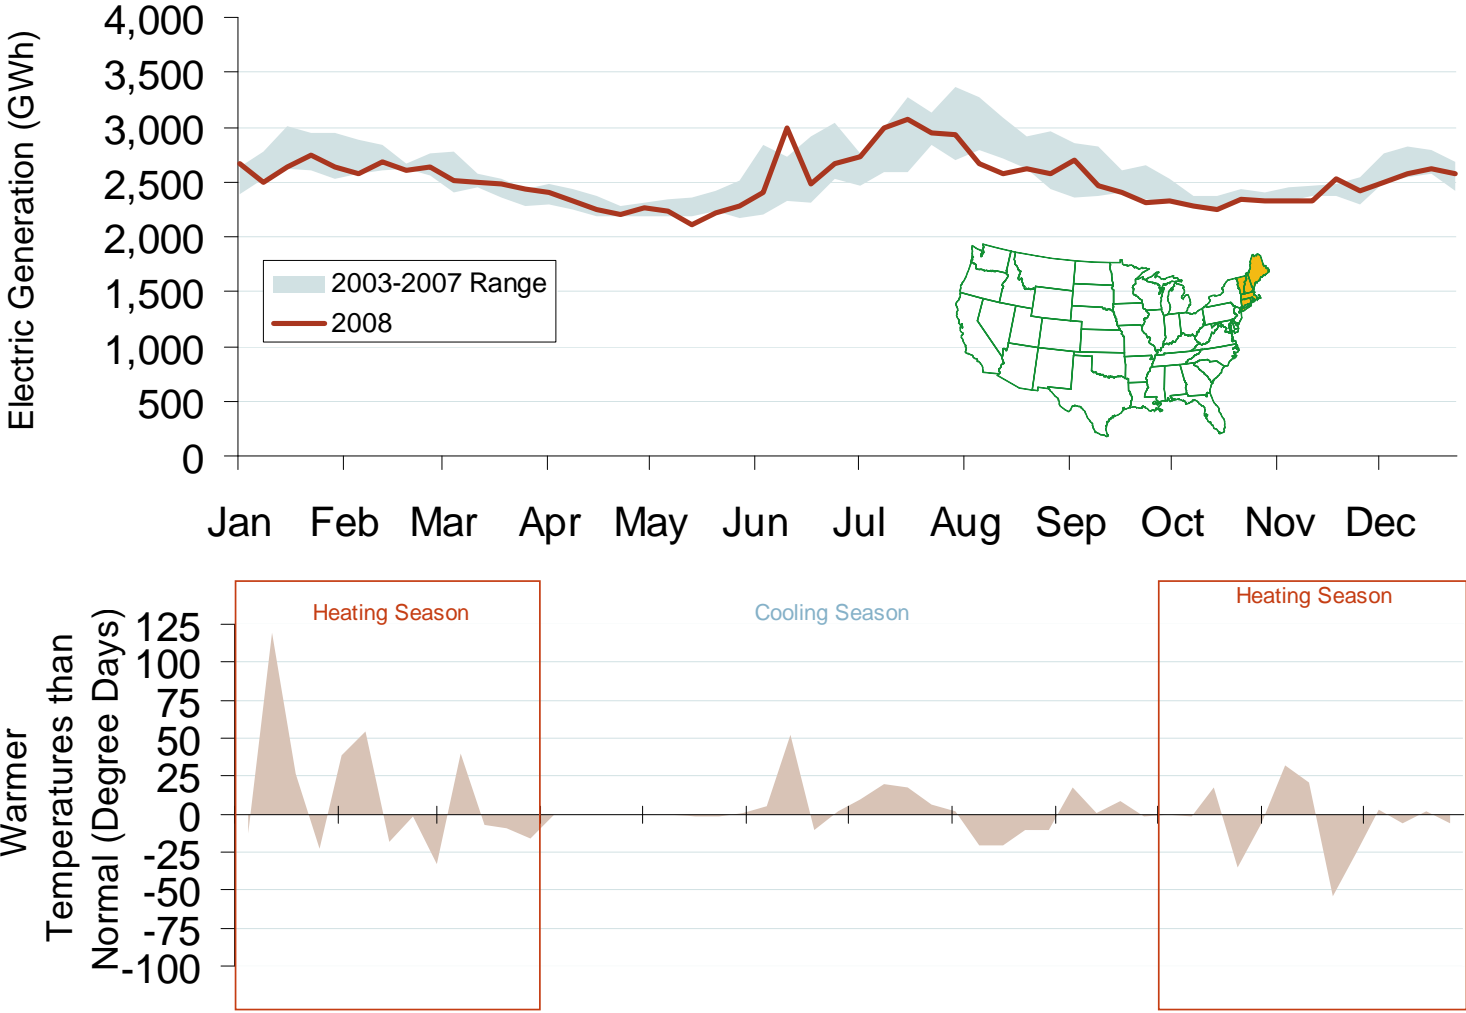 Electric Generation (GWh)
4,000
3,500
3,000
2,500
2,000
1,500
1,000
500
0
2003-2007 Range
2008
Jan Feb Mar Apr May Jun Jul Aug Sep Oct Nov Dec
Warmer
Temperatures than
Normal (Degree Days)
125
100
75
50
25
0
-25
-50
-75
-100
Heating Season
Cooling Season
Heating Season